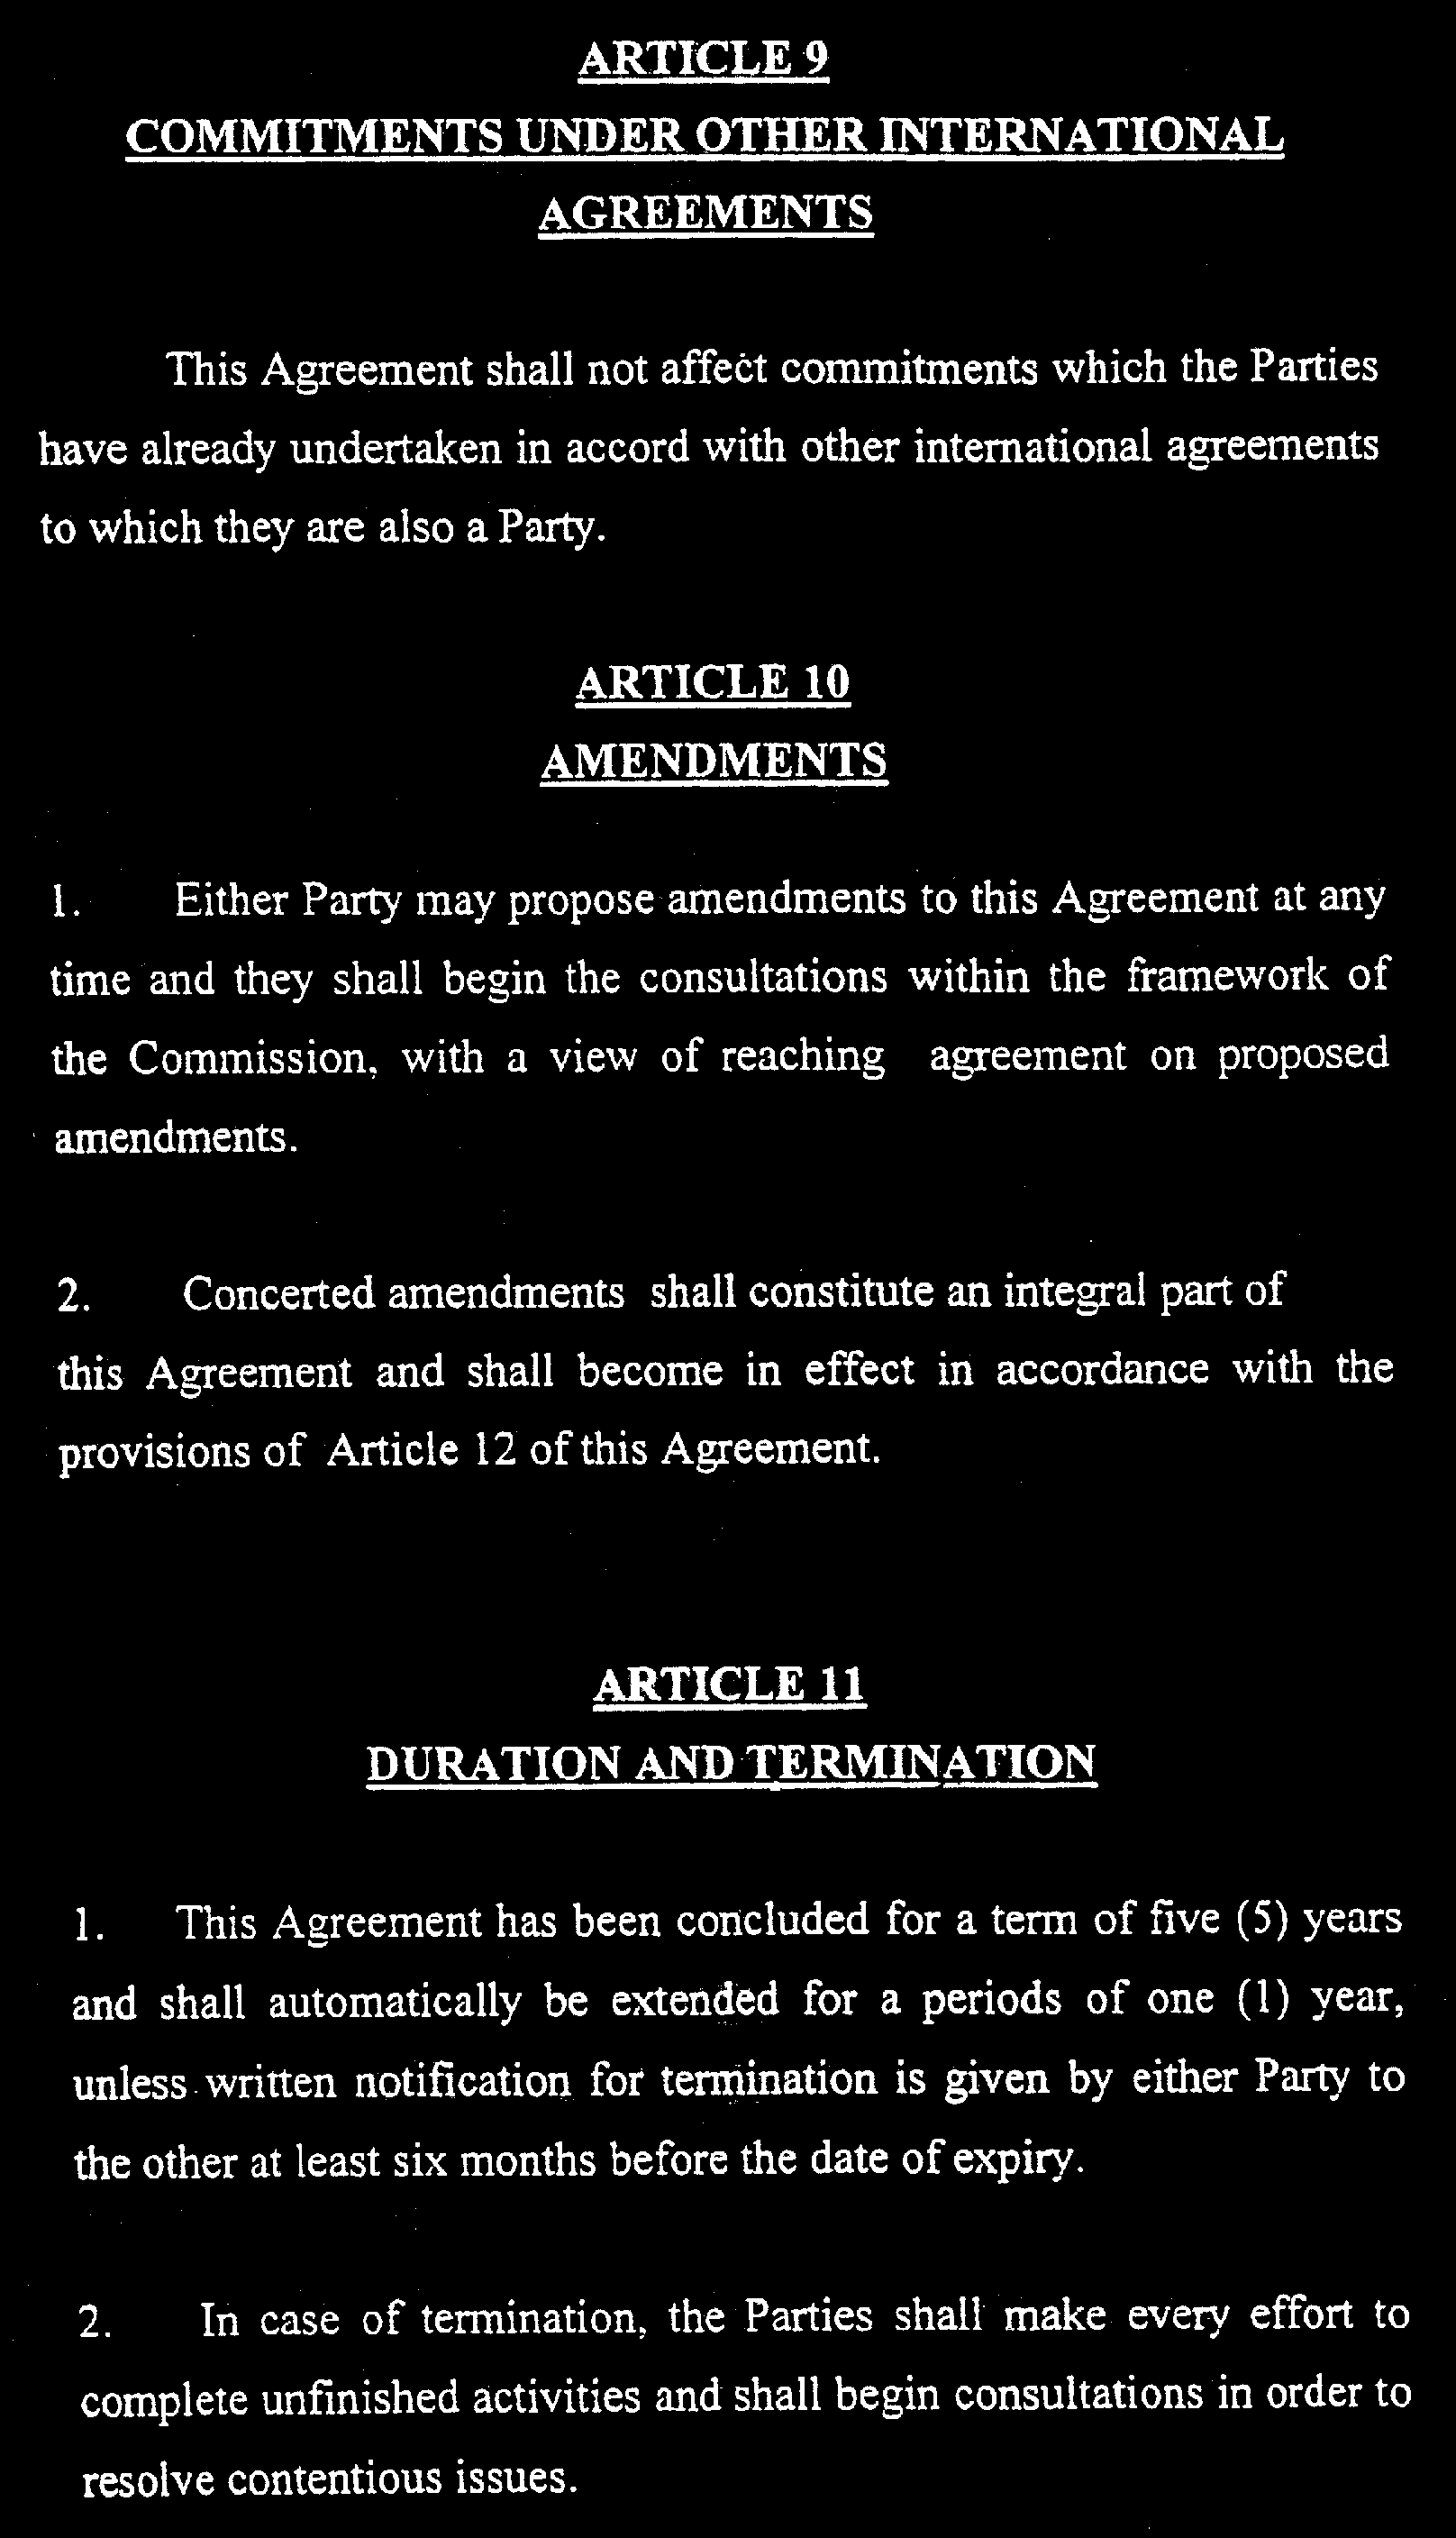 ARTICLE 9
COMMITMENTS UNDER OTHER INTERNATIONAL
AGREEMENTS
This Agreement shall not affect commitments which the Parties
have already undertaken in accord with other international agreements
to which they are also a Party.
ARTICLE 10
AMENDMENTS
1. Either Party may propose amendments to this Agreement at any
time and they shall begin the consultations within the framework of
the Commission, with a view of reaching agreement on proposed
amendments.
2. Concerted amendments shall constitute an integral part of
this Agreement and shall become in effect in accordance with the
provisions of Article 12 of this Agreement.
ARTICLE 11
DURATION AND TERMINATION
1. This Agreement has been concluded for a term of five (5) years
and shall automatically be extended for a periods of one (1) year,
unless written notification for termination is given by either Party to
the other at least six months before the date of expiry.
2. In case of termination, the Parties shall make every effort to
complete unfinished activities and shall begin consultations in order to
resolve contentious issues.